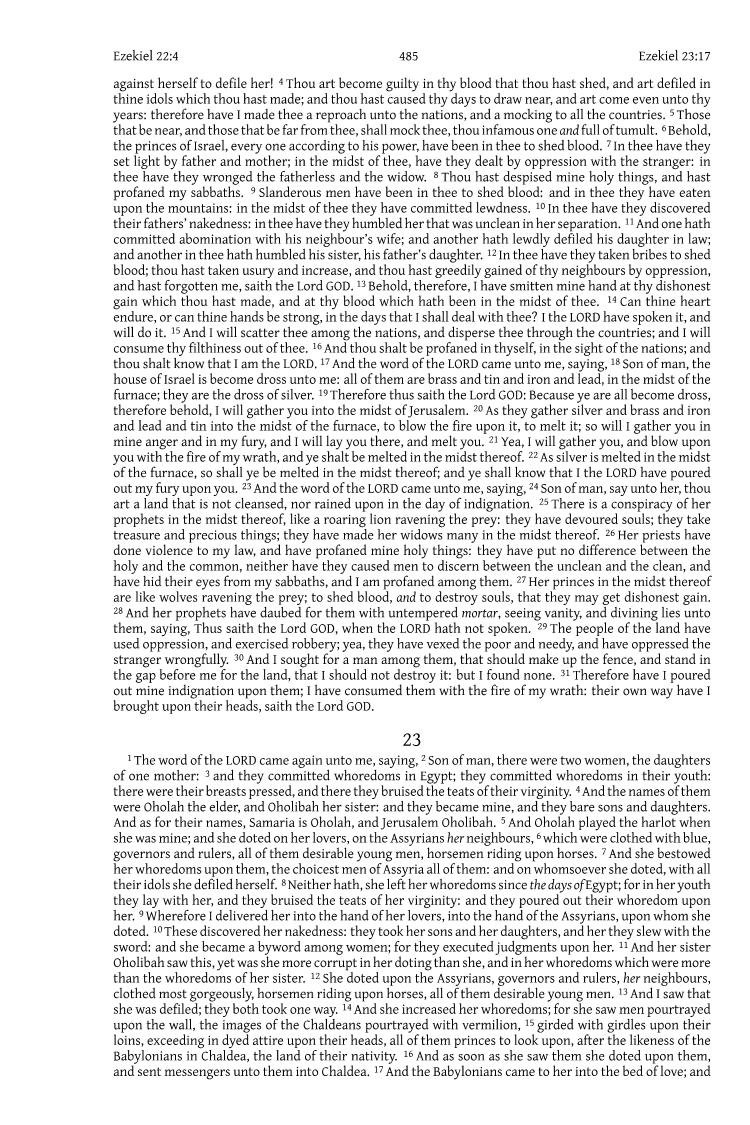 Ezekiel 22:4 485 Ezekiel 23:17
against herself to defile her! 4 Thou art become guilty in thy blood that thou hast shed, and art defiled in
thine idols which thou hast made; and thou hast caused thy days to draw near, and art come even unto thy
years: therefore have I made thee a reproach unto the nations, and a mocking to all the countries. 5 Those
that be near, and those that be far from thee, shall mock thee, thou infamous one and full of tumult. 6 Behold,
the princes of Israel, every one according to his power, have been in thee to shed blood. 7 In thee have they
set light by father and mother; in the midst of thee, have they dealt by oppression with the stranger: in
thee have they wronged the fatherless and the widow. 8 Thou hast despised mine holy things, and hast
profaned my sabbaths. 9 Slanderous men have been in thee to shed blood: and in thee they have eaten
upon the mountains: in the midst of thee they have committed lewdness. 10 In thee have they discovered
their fathers' nakedness: in thee have they humbled her that was unclean in her separation. 11 And one hath
committed abomination with his neighbour's wife; and another hath lewdly defiled his daughter in law;
and another in thee hath humbled his sister, his father's daughter. 12 In thee have they taken bribes to shed
blood; thou hast taken usury and increase, and thou hast greedily gained of thy neighbours by oppression,
and hast forgotten me, saith the Lord GOD. 13 Behold, therefore, I have smitten mine hand at thy dishonest
gain which thou hast made, and at thy blood which hath been in the midst of thee. 14 Can thine heart
endure, or can thine hands be strong, in the days that I shall deal with thee? I the LORD have spoken it, and
will do it. 15 And I will scatter thee among the nations, and disperse thee through the countries; and I will
consume thy filthiness out of thee. 16 And thou shalt be profaned in thyself, in the sight of the nations; and
thou shalt know that I am the LORD. 17 And the word of the LORD came unto me, saying, 18 Son of man, the
house of Israel is become dross unto me: all of them are brass and tin and iron and lead, in the midst of the
furnace; they are the dross of silver. 19 Therefore thus saith the Lord GOD: Because ye are all become dross,
therefore behold, I will gather you into the midst of Jerusalem. 20 As they gather silver and brass and iron
and lead and tin into the midst of the furnace, to blow the fire upon it, to melt it; so will I gather you in
mine anger and in my fury, and I will lay you there, and melt you. 21 Yea, I will gather you, and blow upon
you with the fire of my wrath, and ye shalt be melted in the midst thereof. 22 As silver is melted in the midst
of the furnace, so shall ye be melted in the midst thereof; and ye shall know that I the LORD have poured
out my fury upon you. 23 And the word of the LORD came unto me, saying, 24 Son of man, say unto her, thou
art a land that is not cleansed, nor rained upon in the day of indignation. 25 There is a conspiracy of her
prophets in the midst thereof, like a roaring lion ravening the prey: they have devoured souls; they take
treasure and precious things; they have made her widows many in the midst thereof. 26 Her priests have
done violence to my law, and have profaned mine holy things: they have put no difference between the
holy and the common, neither have they caused men to discern between the unclean and the clean, and
have hid their eyes from my sabbaths, and I am profaned among them. 27 Her princes in the midst thereof
are like wolves ravening the prey; to shed blood, and to destroy souls, that they may get dishonest gain.
28 And her prophets have daubed for them with untempered mortar, seeing vanity, and divining lies unto
them, saying, Thus saith the Lord GOD, when the LORD hath not spoken. 29 The people of the land have
used oppression, and exercised robbery; yea, they have vexed the poor and needy, and have oppressed the
stranger wrongfully. 30 And I sought for a man among them, that should make up the fence, and stand in
the gap before me for the land, that I should not destroy it: but I found none. 31 Therefore have I poured
out mine indignation upon them; I have consumed them with the fire of my wrath: their own way have I
brought upon their heads, saith the Lord GOD.
23
1 The word of the LORD came again unto me, saying, 2 Son of man, there were two women, the daughters
of one mother: 3 and they committed whoredoms in Egypt; they committed whoredoms in their youth:
there were their breasts pressed, and there they bruised the teats of their virginity. 4 And the names of them
were Oholah the elder, and Oholibah her sister: and they became mine, and they bare sons and daughters.
And as for their names, Samaria is Oholah, and Jerusalem Oholibah. 5 And Oholah played the harlot when
she was mine; and she doted on her lovers, on the Assyrians her neighbours, 6 which were clothed with blue,
governors and rulers, all of them desirable young men, horsemen riding upon horses. 7 And she bestowed
her whoredoms upon them, the choicest men of Assyria all of them: and on whomsoever she doted, with all
their idols she defiled herself. 8 Neither hath, she left her whoredoms since the days of Egypt; for in her youth
they lay with her, and they bruised the teats of her virginity: and they poured out their whoredom upon
her. 9 Wherefore I delivered her into the hand of her lovers, into the hand of the Assyrians, upon whom she
doted. 10 These discovered her nakedness: they took her sons and her daughters, and her they slew with the
sword: and she became a byword among women; for they executed judgments upon her. 11 And her sister
Oholibah saw this, yet was she more corrupt in her doting than she, and in her whoredoms which were more
than the whoredoms of her sister. 12 She doted upon the Assyrians, governors and rulers, her neighbours,
clothed most gorgeously, horsemen riding upon horses, all of them desirable young men. 13 And I saw that
she was defiled; they both took one way. 14 And she increased her whoredoms; for she saw men pourtrayed
upon the wall, the images of the Chaldeans pourtrayed with vermilion, 15 girded with girdles upon their
loins, exceeding in dyed attire upon their heads, all of them princes to look upon, after the likeness of the
Babylonians in Chaldea, the land of their nativity. 16 And as soon as she saw them she doted upon them,
and sent messengers unto them into Chaldea. 17 And the Babylonians came to her into the bed of love; and